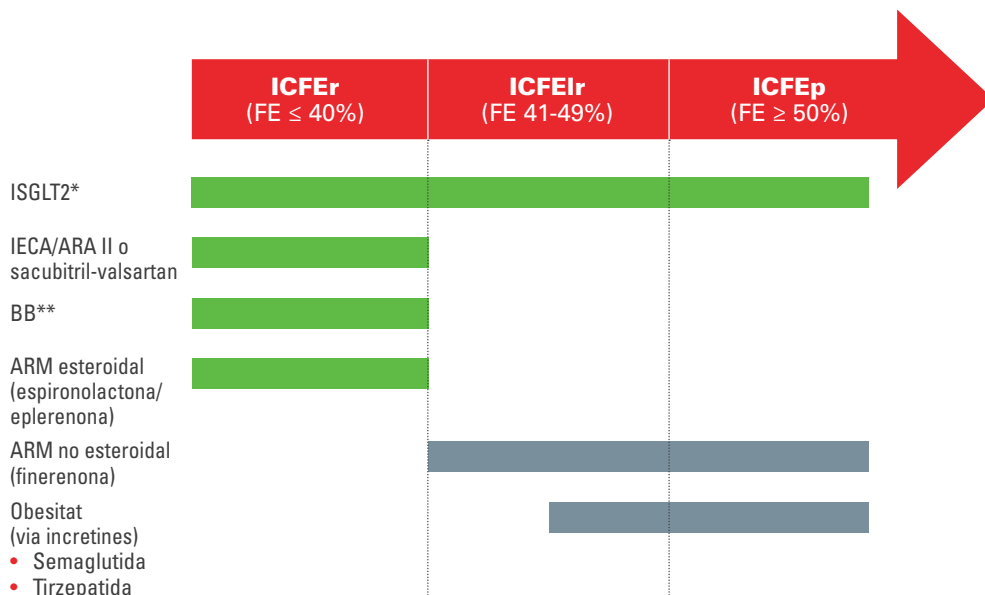 ICFEr
(FE ≤ 40%)
ICFElr
(FE 41-49%)
ICFEp
(FE ≥ 50%)
ISGLT2*
IECA/ARA II o
sacubitril-valsartan
BB**
ARM esteroidal
(espironolactona/
eplerenona)
ARM no esteroidal
(finerenona)
Obesitat
(via incretines)
• Semaglutida
• Tirzepatida